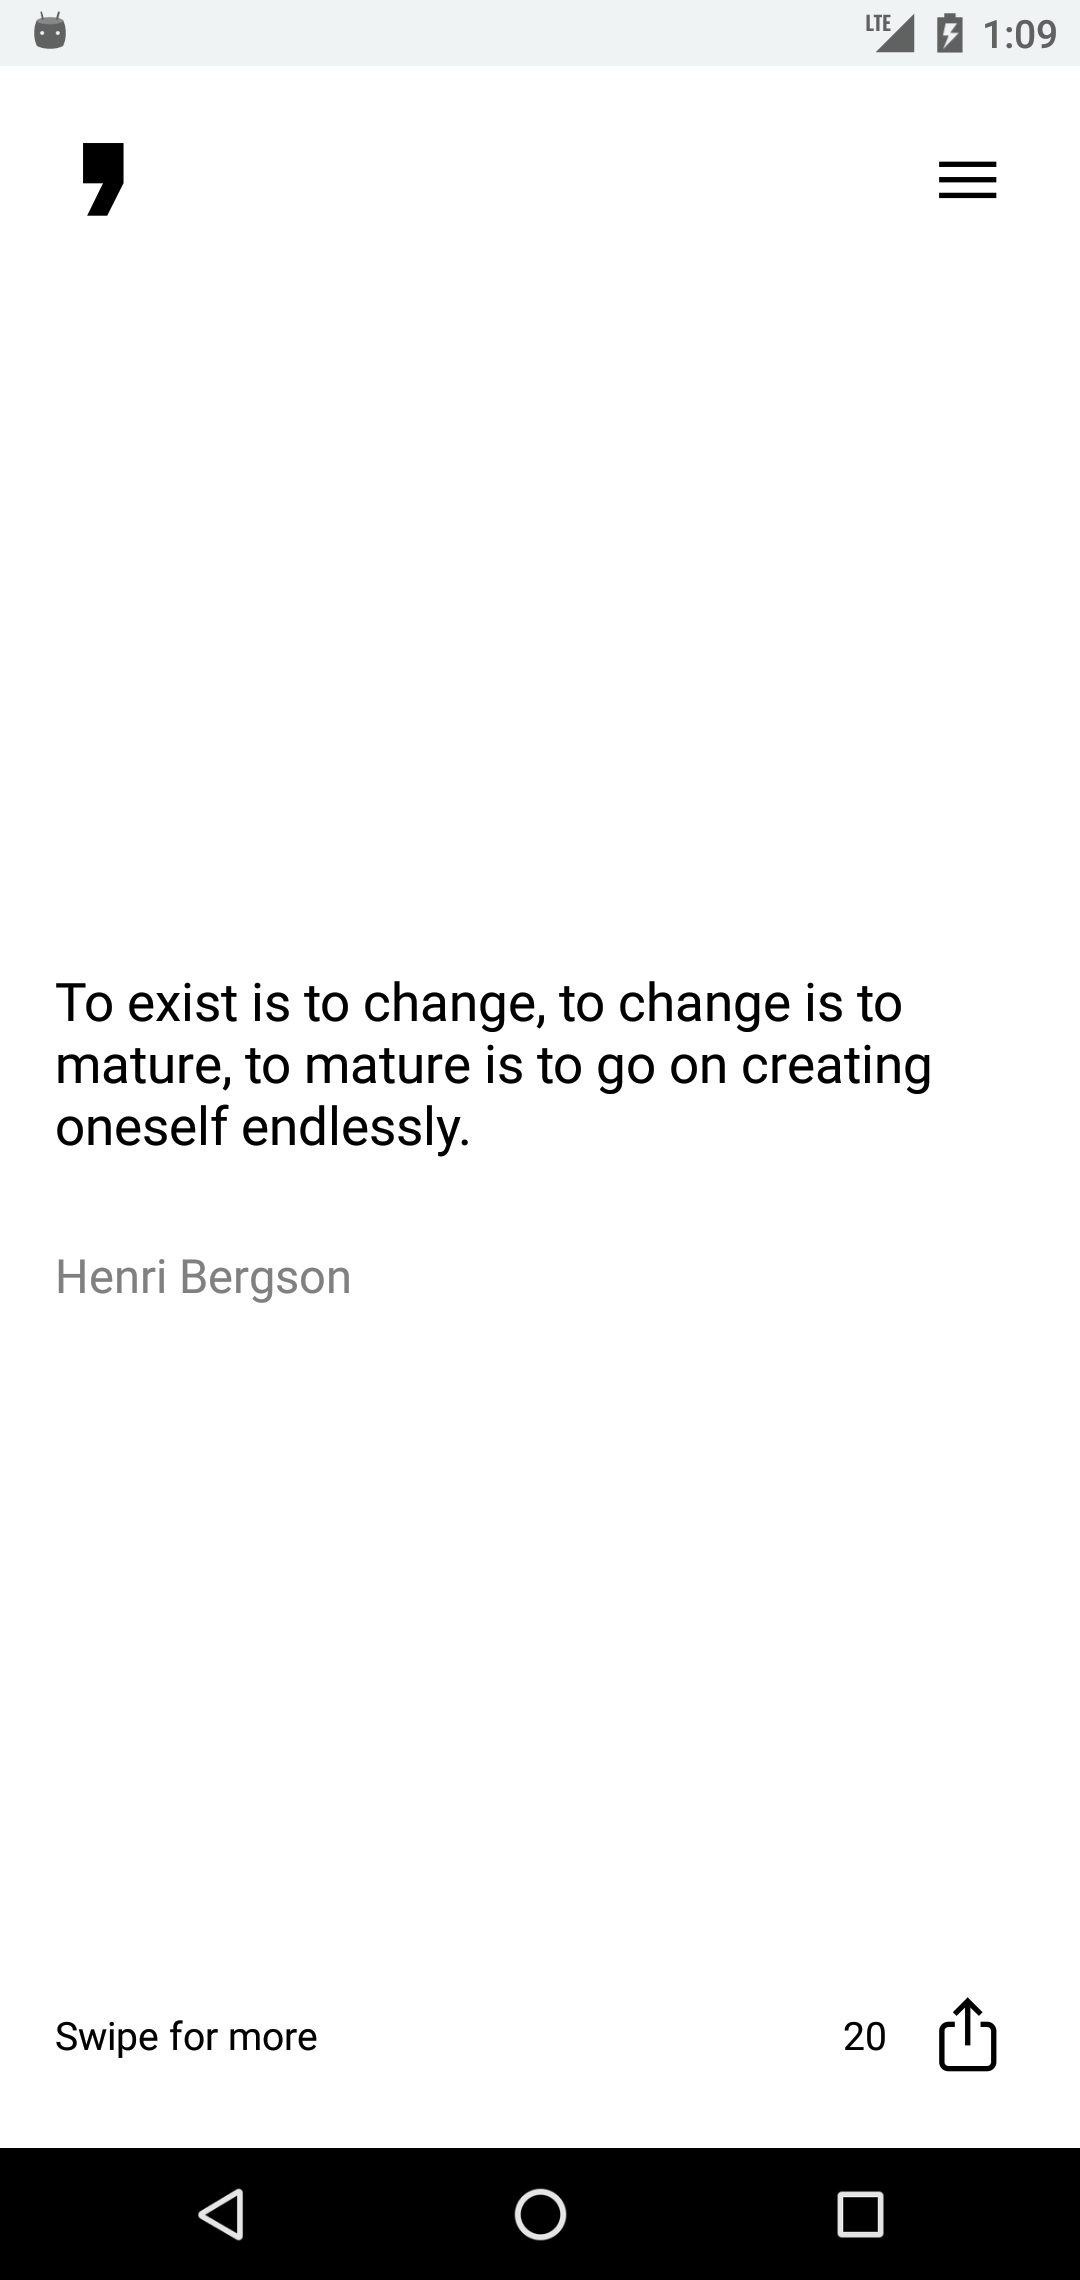 LTE 1:09
To exist is to change, to change is to
mature, to mature is to go on creating
oneself endlessly.
Henri Bergson
Swipe for more 20